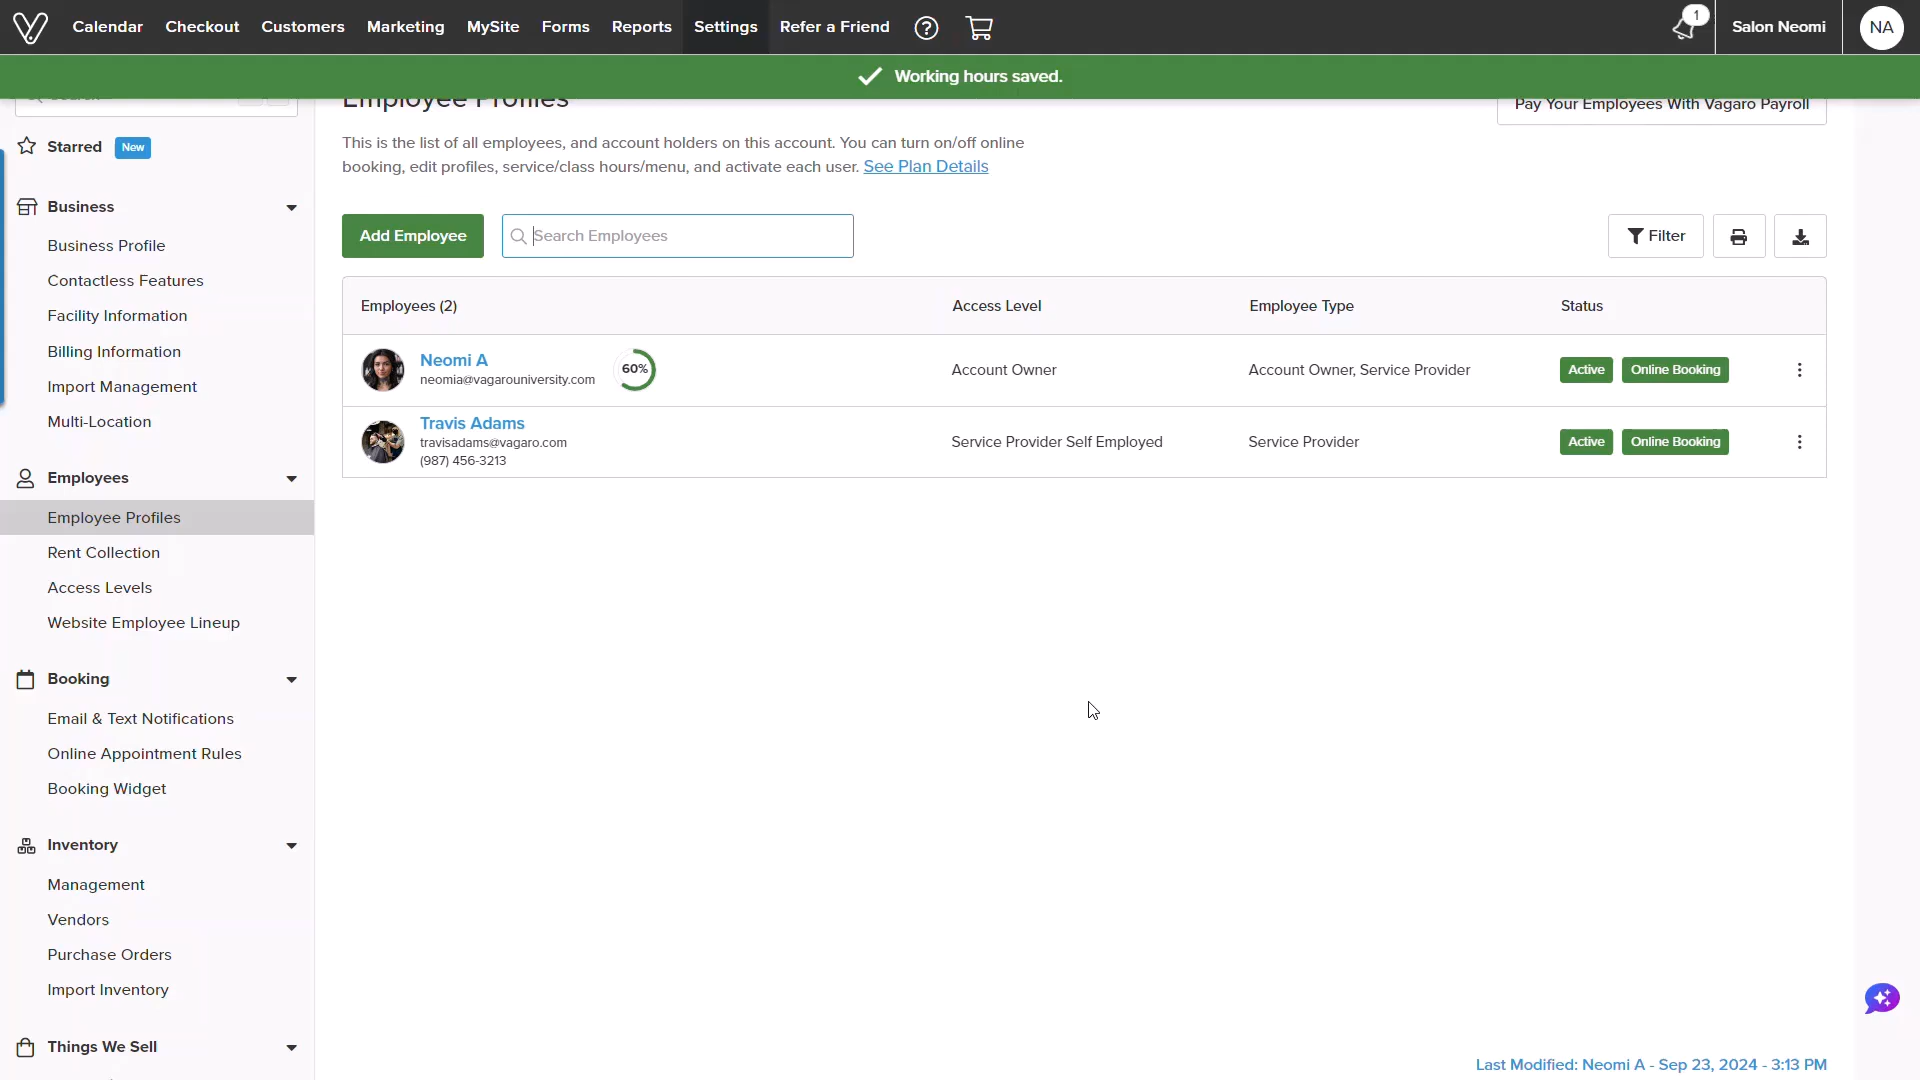 Calendar Checkout Customers Marketing MySite Forms Reports Settings Refer a Friend 1 Salon Neomi NA
Working hours saved.
Employee Profiles
Pay Your Employees With Vagaro Payroll
This is the list of all employees, and account holders on this account. You can turn on/off online
booking, edit profiles, service/class hours/menu, and activate each user. See Plan Details
Starred New
Business
Business Profile
Contactless Features
Facility Information
Billing Information
Import Management
Multi-Location
Employees
Employee Profiles
Rent Collection
Access Levels
Website Employee Lineup
Booking
Email & Text Notifications
Online Appointment Rules
Booking Widget
Inventory
Management
Vendors
Purchase Orders
Import Inventory
Things We Sell
Add Employee Search Employees Filter
Employees (2) Access Level Employee Type Status
Neomi A
neomia@vagarouniversity.com
60% Account Owner Account Owner, Service Provider Active Online Booking
Travis Adams
travisadams@vagaro.com
(987) 456-3213
Service Provider Self Employed Service Provider Active Online Booking
Last Modified: Neomi A - Sep 23, 2024 - 3:13 PM